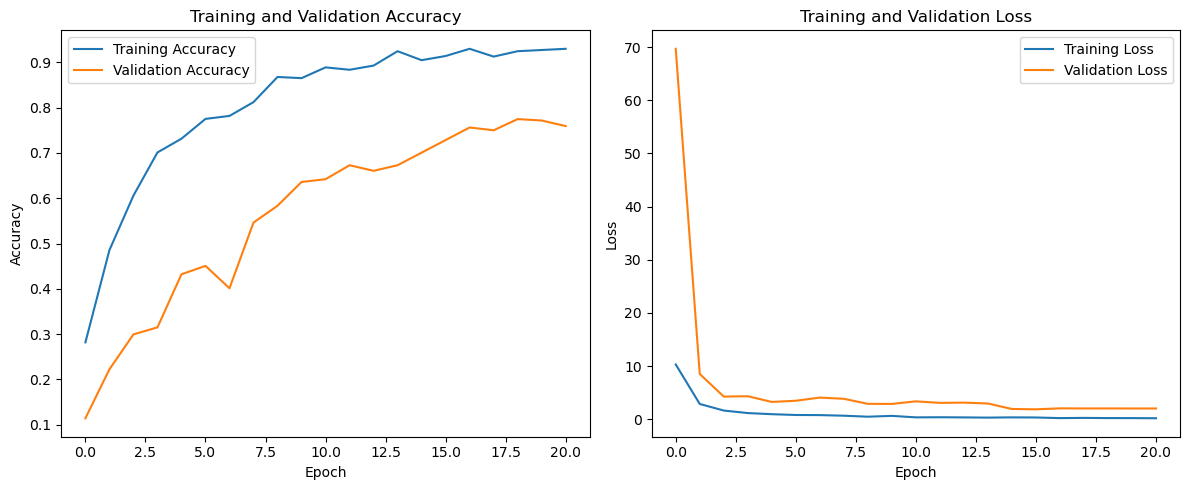 Training and Validation Accuracy
Training Accuracy
Validation Accuracy
Accuracy
0.9
0.8
0.7
0.6
0.5
0.4
0.3
0.2
0.1
0.0 2.5 5.0 7.5 10.0 12.5 15.0 17.5 20.0
Epoch
Training and Validation Loss
Training Loss
Validation Loss
Loss
70
60
50
40
30
20
10
0
0.0 2.5 5.0 7.5 10.0 12.5 15.0 17.5 20.0
Epoch